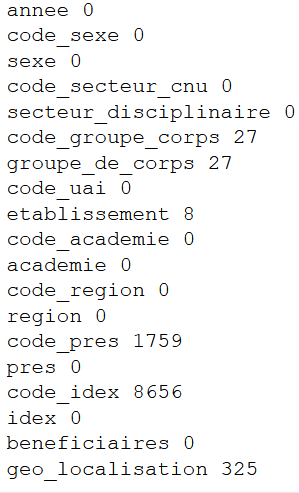 annee 0
code_sexe 0
sexe 0
code_secteur_cnu 0
secteur_disciplinaire 0
code_groupe_corps 27
groupe_de_corps 27
code_uai 0
etablissement 8
code_academie 0
academie 0
code_region 0
region 0
code_pres 1759
pres 0
code_idex 8656
idex 0
beneficiaires 0
geo_localisation 325